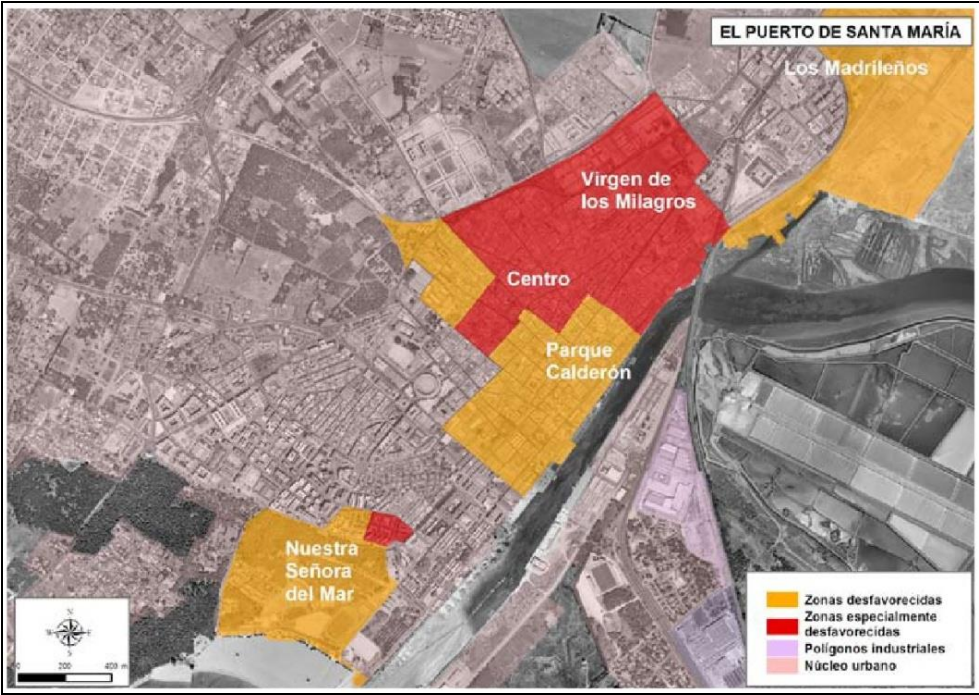 EL PUERTO DE SANTA MARÍA
Los Madrileños
Virgen de
los Milagros
Centro
Parque
Calderón
Nuestra
Señora
del Mar
N
W E
S
0 200 400 m
Zonas desfavorecidas
Zonas especialmente
desfavorecidas
Polígonos industriales
Núcleo urbano